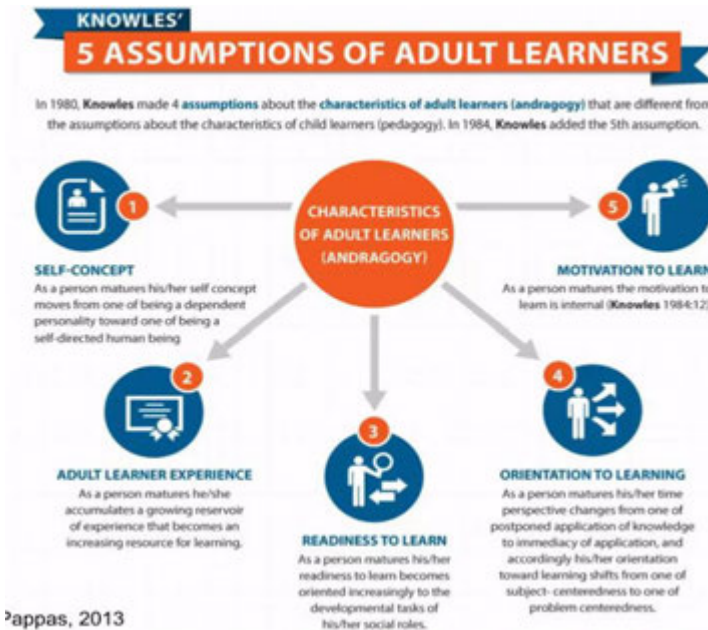 KNOWLES'
5 ASSUMPTIONS OF ADULT LEARNERS
In 1980, Knowles made 4 assumptions about the characteristics of adult learners (andragogy) that are different from
the assumptions about the characteristics of child learners (pedagogy). In 1984, Knowles added the 5th assumption.
CHARACTERISTICS
OF ADULT LEARNERS
(ANDRAGOGY)
1
SELF-CONCEPT
As a person matures his/her self concept
moves from one of being a dependent
personality toward one of being a
self-directed human being
2
ADULT LEARNER EXPERIENCE
As a person matures he/she
accumulates a growing reservoir
of experience that becomes an
increasing resource for learning.
3
READINESS TO LEARN
As a person matures his/her
readiness to learn becomes
oriented increasingly to the
developmental tasks of
his/her social roles.
4
ORIENTATION TO LEARNING
As a person matures his/her time
perspective changes from one of
postponed application of knowledge
to immediacy of application, and
accordingly his/her orientation
toward learning shifts from one of
subject- centeredness to one of
problem centeredness.
5
MOTIVATION TO LEARN
As a person matures the motivation to
learn is internal (Knowles 1984:12)
Pappas, 2013